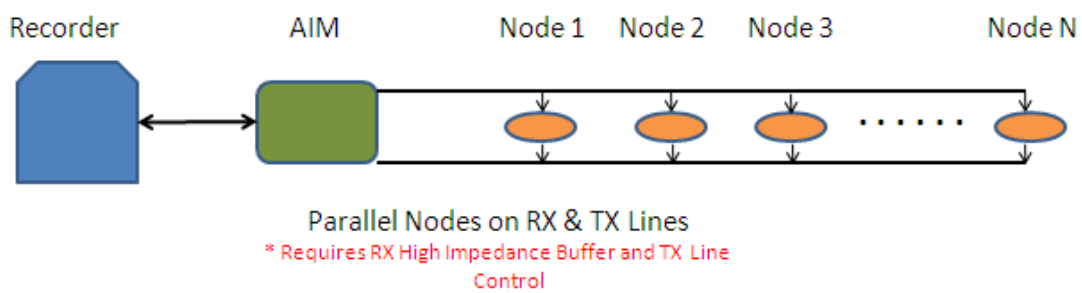 Recorder AIM Node 1 Node 2 Node 3 Node N
. . . . . .
Parallel Nodes on RX & TX Lines
* Requires RX High Impedance Buffer and TX Line
Control